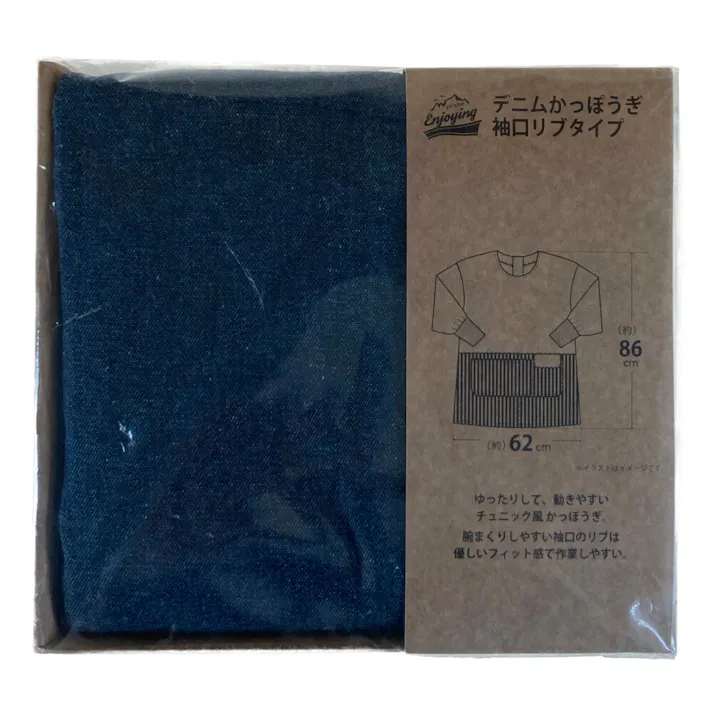 Enjoying
デニムかっぽうぎ
袖口リブタイプ
(約)
86
cm
(約) 62 cm
※イラストはイメージです。
ゆったりして、動きやすい
チュニック風かっぽうぎ。
腕まくりしやすい袖口のリブは
優しいフィット感で作業しやすい。